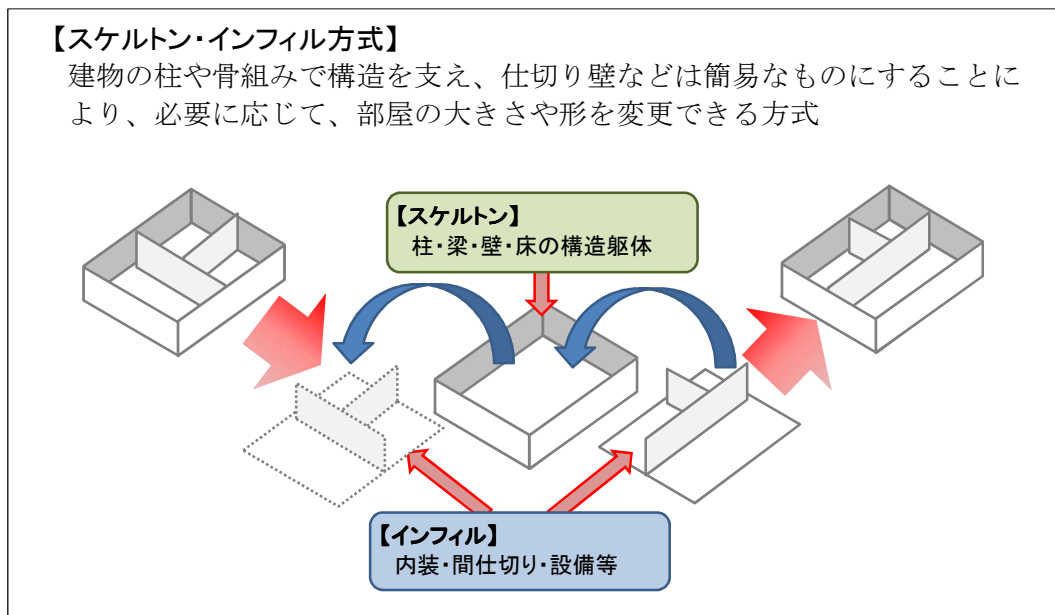 【スケルトン・インフィル方式】
建物の柱や骨組みで構造を支え、仕切り壁などは簡易なものにすることに
より、必要に応じて、部屋の大きさや形を変更できる方式
【スケルトン】
柱・梁・壁・床の構造躯体
【インフィル】
内装・間仕切り・設備等